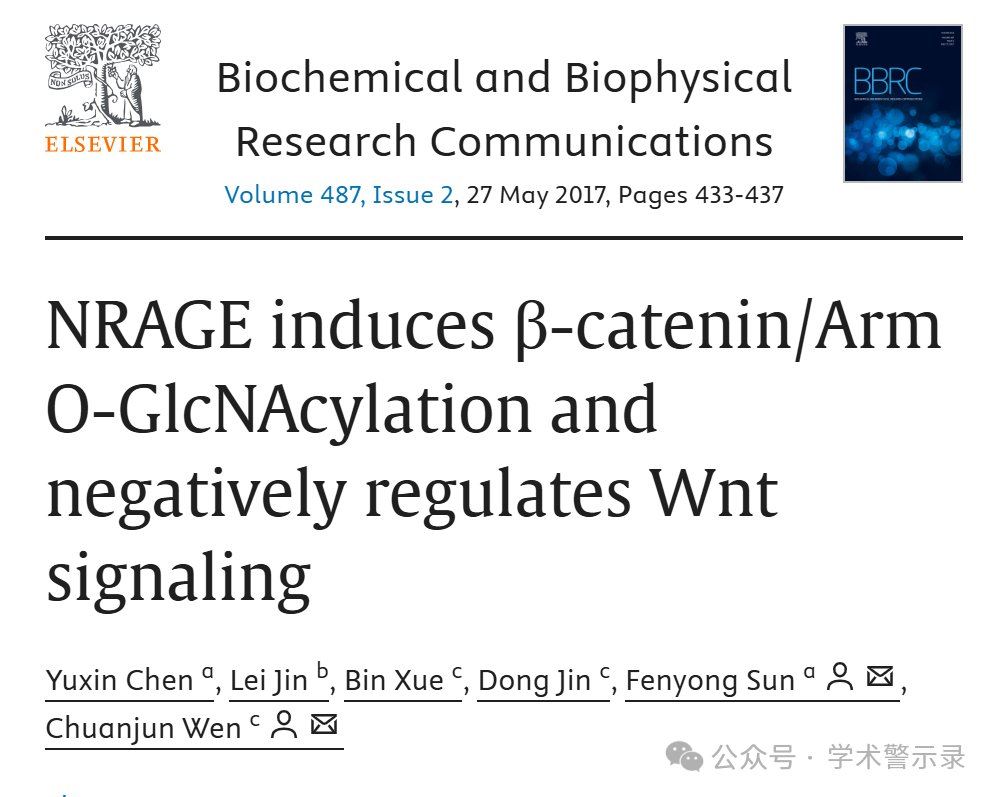 NON SOLUS
ELSEVIER
Biochemical and Biophysical
Research Communications
Volume 487, Issue 2, 27 May 2017, Pages 433-437
BBRC
NRAGE induces β-catenin/Arm
O-GlcNAcylation and
negatively regulates Wnt
signaling
Yuxin Chen a, Lei Jin b, Bin Xue c, Dong Jin c, Fenyong Sun a,
Chuanjun Wen c
公众号 · 学术警示录